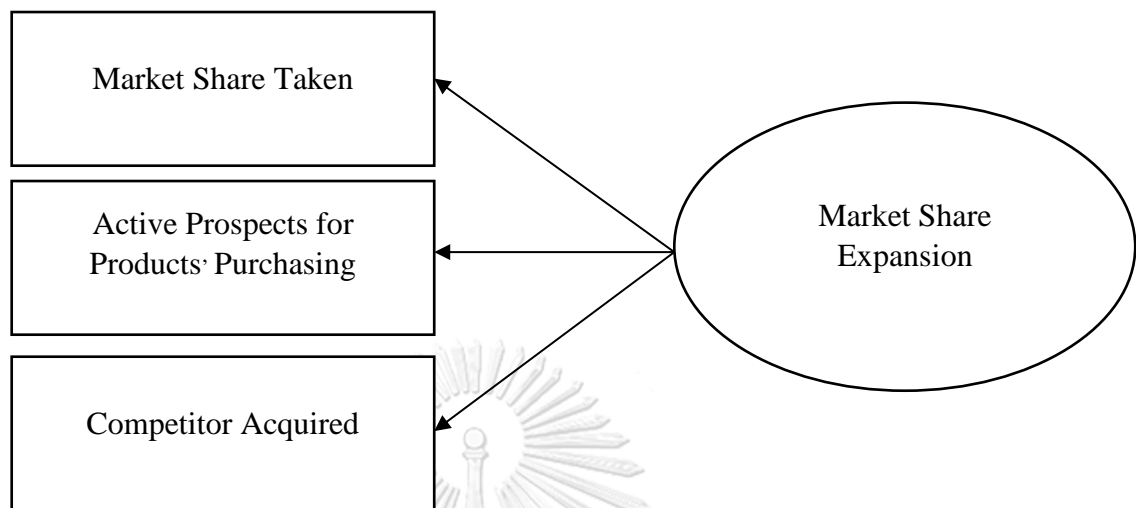 Market Share Taken
Active Prospects for
Products, Purchasing
Competitor Acquired
Market Share
Expansion